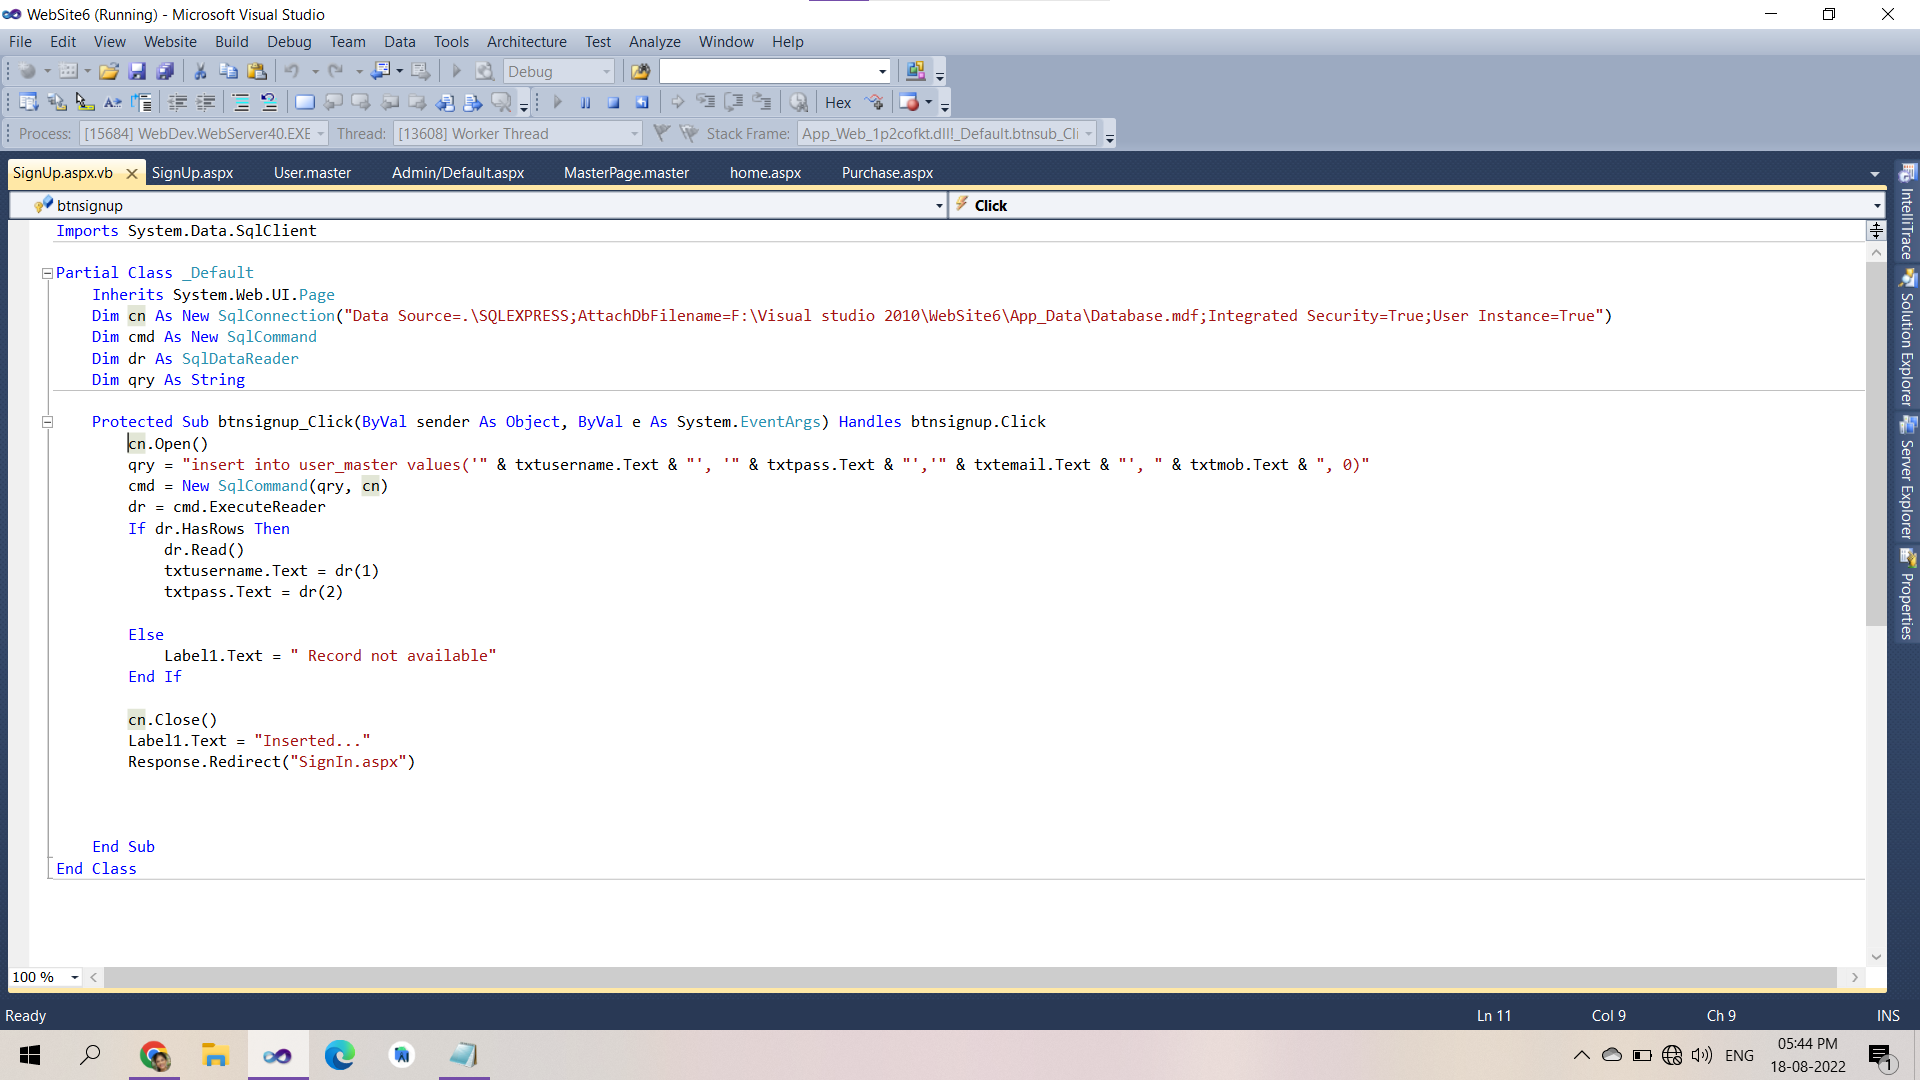 WebSite6 (Running) - Microsoft Visual Studio
File Edit View Website Build Debug Team Data Tools Architecture Test Analyze Window Help
Debug
Hex
Process: [15684] WebDev.WebServer40.EXE Thread: [13608] Worker Thread Stack Frame: App_Web_1p2cofkt.dll!_Default.btnsub_Cli
SignUp.aspx.vb SignUp.aspx User.master Admin/Default.aspx MasterPage.master home.aspx Purchase.aspx
btnsignup Click
Imports System.Data.SqlClient
Partial Class _Default
Inherits System.Web.UI.Page
Dim cn As New SqlConnection("Data Source=.\SQLEXPRESS;AttachDbFilename=F:\Visual studio 2010\WebSite6\App_Data\Database.mdf;Integrated Security=True;User Instance=True")
Dim cmd As New SqlCommand
Dim dr As SqlDataReader
Dim qry As String
Protected Sub btnsignup_Click(ByVal sender As Object, ByVal e As System.EventArgs) Handles btnsignup.Click
cn.Open()
qry = "insert into user_master values('" & txtusername.Text & "', '" & txtpass.Text & "','" & txtemail.Text & "', " & txtmob.Text & ", 0)"
cmd = New SqlCommand(qry, cn)
dr = cmd.ExecuteReader
If dr.HasRows Then
dr.Read()
txtusername.Text = dr(1)
txtpass.Text = dr(2)
Else
Label1.Text = " Record not available"
End If
cn.Close()
Label1.Text = "Inserted..."
Response.Redirect("SignIn.aspx")
End Sub
End Class
IntelliTrace
Solution Explorer
Server Explorer
Properties
100 %
Ready Ln 11 Col 9 Ch 9 INS
ENG
05:44 PM
18-08-2022
1